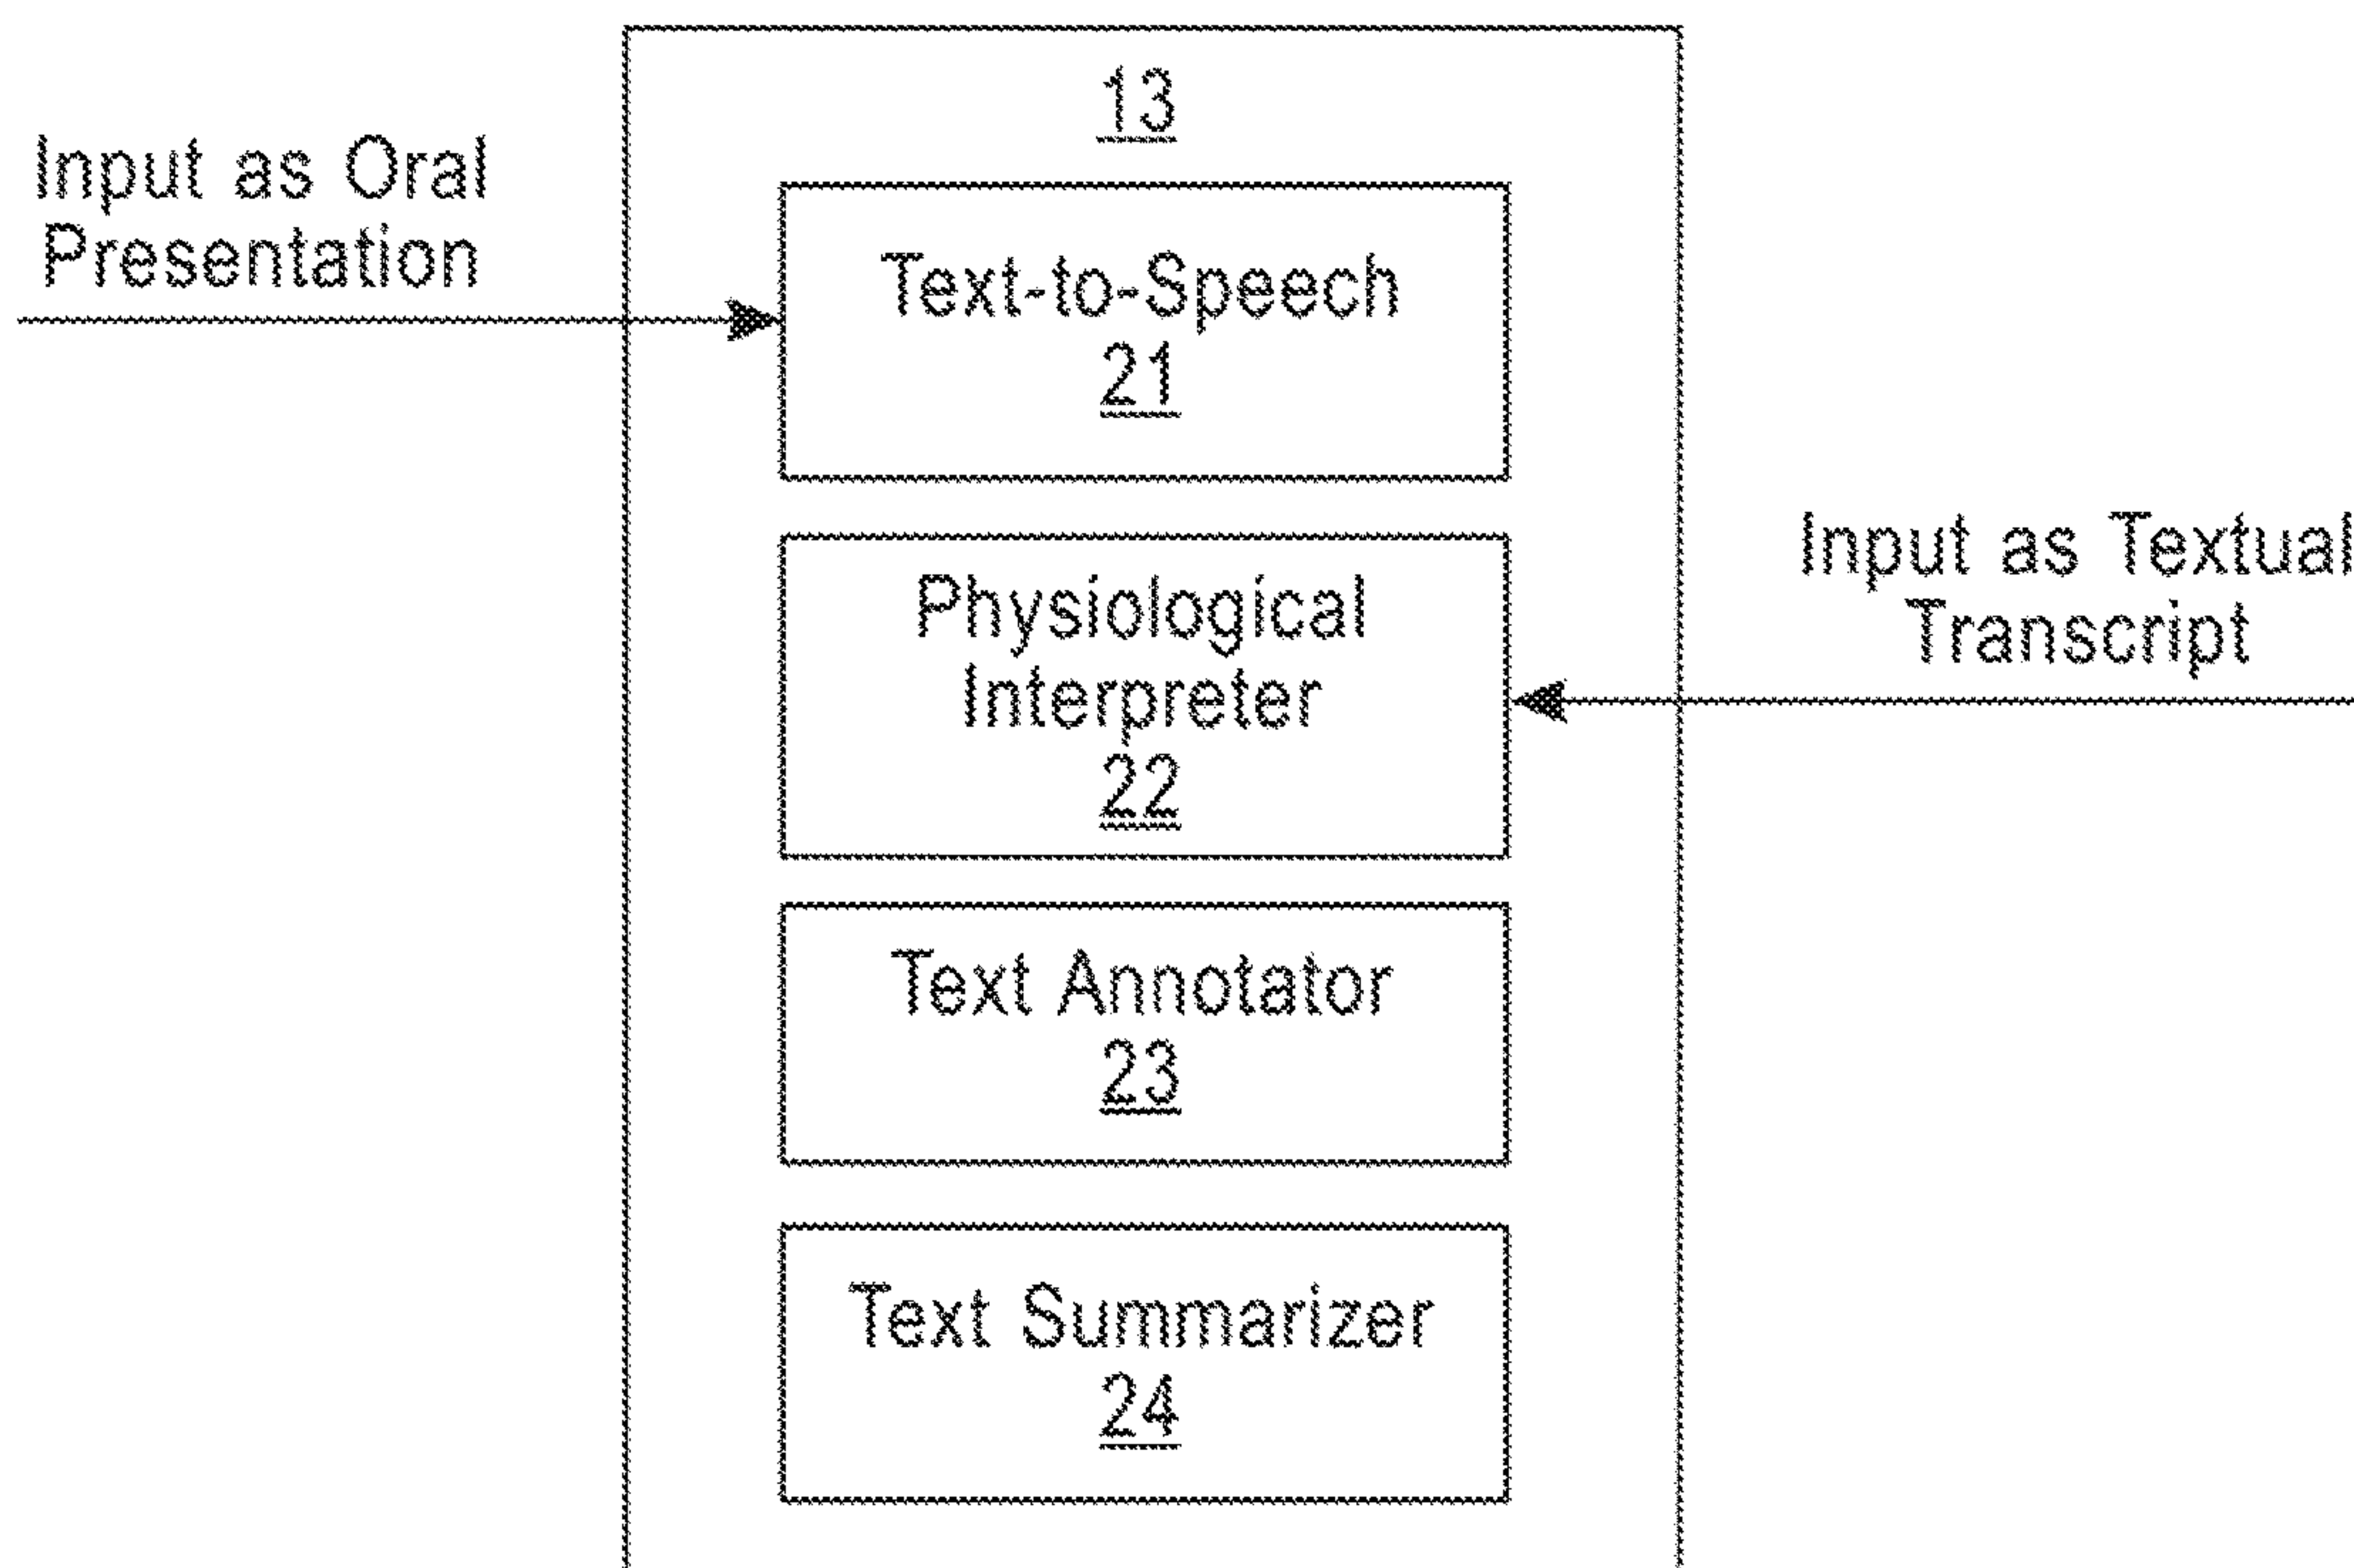 13
Input as Oral
Presentation
Text-to-Speech
21
Physiological
Interpreter
22
Input as Textual
Transcript
Text Annotator
23
Text Summarizer
24